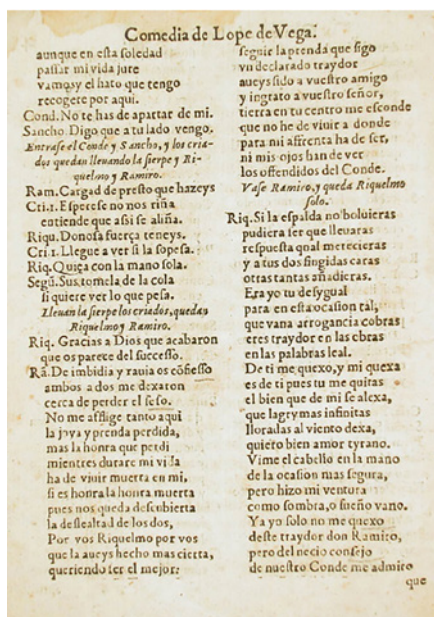 Comedia de Lope de Vega.
aunque en esta soledad
passar mi vida jure
vamos, y el hato que tengo
recogere por aqui.
Cond. No te has de apartar de mi.
Sancho. Digo que a tu lado vengo.
Entrase el Conde y Sancho, y los cria-
dos quedan lleuando la sierpe y Ri-
quelmo y Ramiro.
Ram. Cargad de presto que hazeys
Cri. 1. Esperese no nos riña
entiende que assi se aliña.
Riqu. Donosa fuerça teneys.
Cri. 1. Llegue a ver si la sopesa.
Riq. Quiça con la mano sola.
Segū. Sus, tomela de la cola
si quiere ver lo que pesa.
Lleuan la sierpe los criados, quedan
Riquelmo y Ramiro.
Riq. Gracias a Dios que acabaron
que os parete del successo.
Rā. De imbidia y rauia os cōfiesso
ambos a dos me dexaron
cerca de perder el seso.
No me aflige tanto aqui
la joya y prenda perdida,
mas la honra que perdi
mientres durare mi vida
ha de viuir muerta en mi,
si es honra la honra muerta
pues nos queda descubierta
la deslealtad de los dos,
Por vos Riquelmo por vos
que la aueys hecho mas cierta,
queriendo ser el mejor:
seguir la prenda que sigo
vn declarado traydor
aueys sido a vuestro amigo
y ingrato a vuestro señor,
tierra en tu centro me esconde
que no he de viuir a donde
para mi affrenta ha de ser,
ni mis ojos han de ver
los offendidos del Conde.
Vase Ramiro, y queda Riquelmo
solo.
Riq. Si la espalda no boluieras
pudiera ser que lleuaras
respuesta qual merecieras
y a tus dos fingidas caras
otras tantas añadieras.
Era yo tu desygual
para en esta ocasion tal,
que vana arrogancia cobras
eres traydor en las obras
en las palabras leal.
De ti me quexo, y mi quexa
es de ti pues tu me quitas
el bien que de mi se alexa,
que lagrymas infinitas
lloradas al viento dexa,
quieto bien amor tyrano.
Vime el cabello en la mano
de la ocasion mas segura,
pero hizo mi ventura
como sombra, o sueño vano.
Ya yo solo no me quexo
deste traydor don Ramiro,
pero del necio consejo
de nuestro Conde me admiro
que